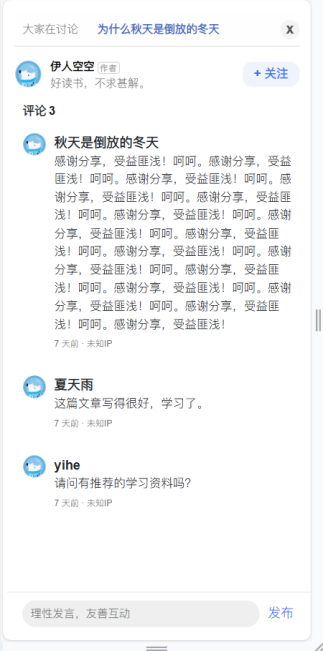 大家在讨论 为什么秋天是倒放的冬天 X
伊人空空 作者
好读书，不求甚解。
+ 关注
评论 3
秋天是倒放的冬天
感谢分享，受益匪浅！呵呵。感谢分享，受益
匪浅！呵呵。感谢分享，受益匪浅！呵呵。感
谢分享，受益匪浅！呵呵。感谢分享，受益匪
浅！呵呵。感谢分享，受益匪浅！呵呵。感谢
分享，受益匪浅！呵呵。感谢分享，受益匪
浅！呵呵。感谢分享，受益匪浅！呵呵。感谢
分享，受益匪浅！呵呵。感谢分享，受益匪
浅！呵呵。感谢分享，受益匪浅！呵呵。感谢
分享，受益匪浅！呵呵。感谢分享，受益匪
浅！呵呵。感谢分享，受益匪浅！
7 天前 · 未知IP
夏天雨
这篇文章写得很好，学习了。
7 天前 · 未知IP
yihe
请问有推荐的学习资料吗？
7 天前 · 未知IP
理性发言，友善互动
发布